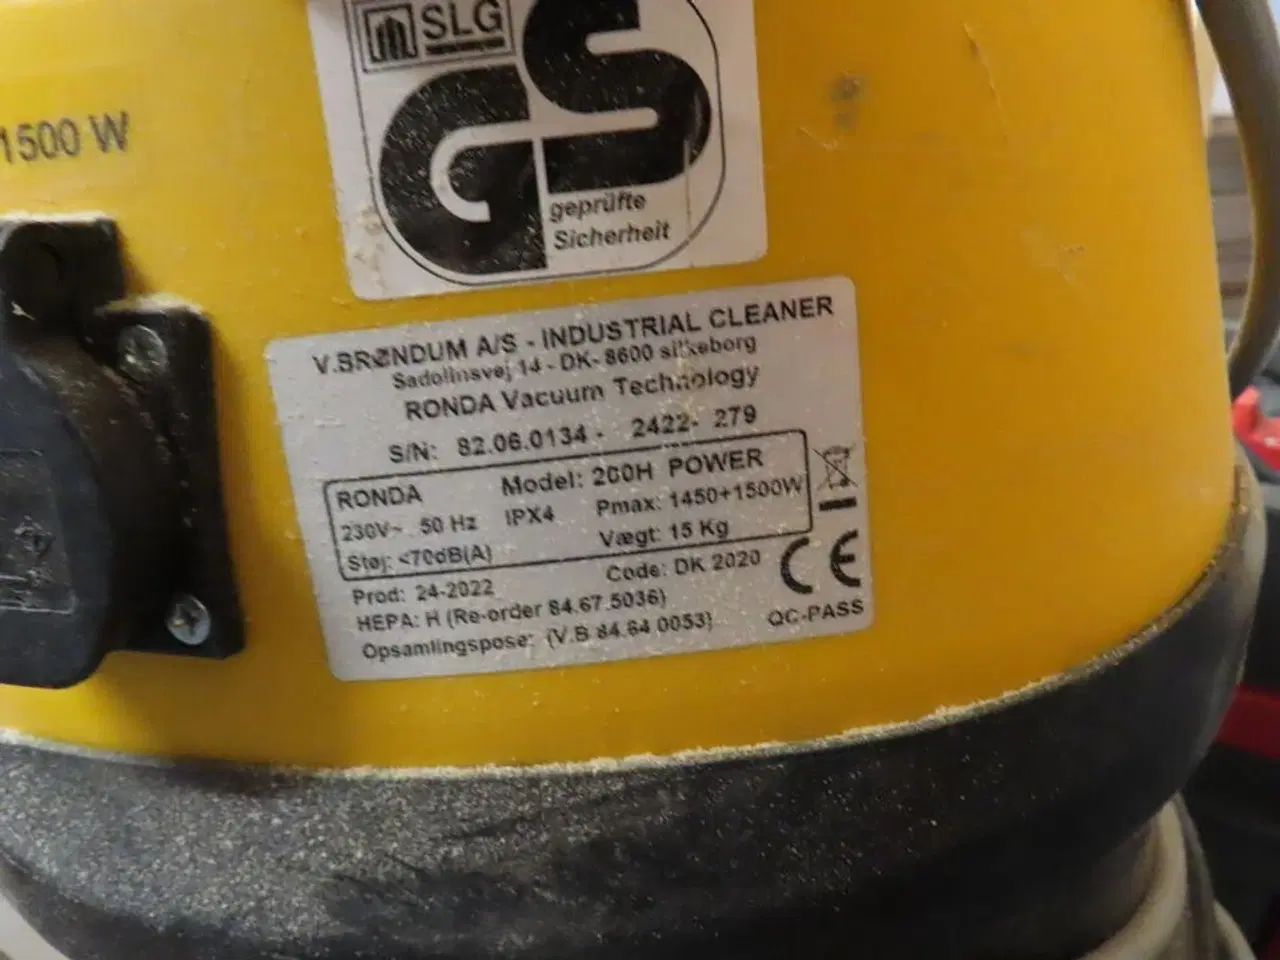 SLG
1500 W
geprüfte
Sicherheit
V.BRØNDUM A/S - INDUSTRIAL CLEANER
Sadolinsvej 14 - DK- 8600 silkeborg
RONDA Vacuum Technology
S/N: 82.06.0134 - 2422- 279
RONDA Model: 200H POWER
230V~ 50 Hz IPX4 Pmax: 1450+1500W
Støj: <70dB(A) Vægt: 15 Kg
Prod: 24-2022 Code: DK 2020 CE
HEPA: H (Re-order 84.67.5036)
Opsamlingspose: (V.B 84.64.0053) QC-PASS